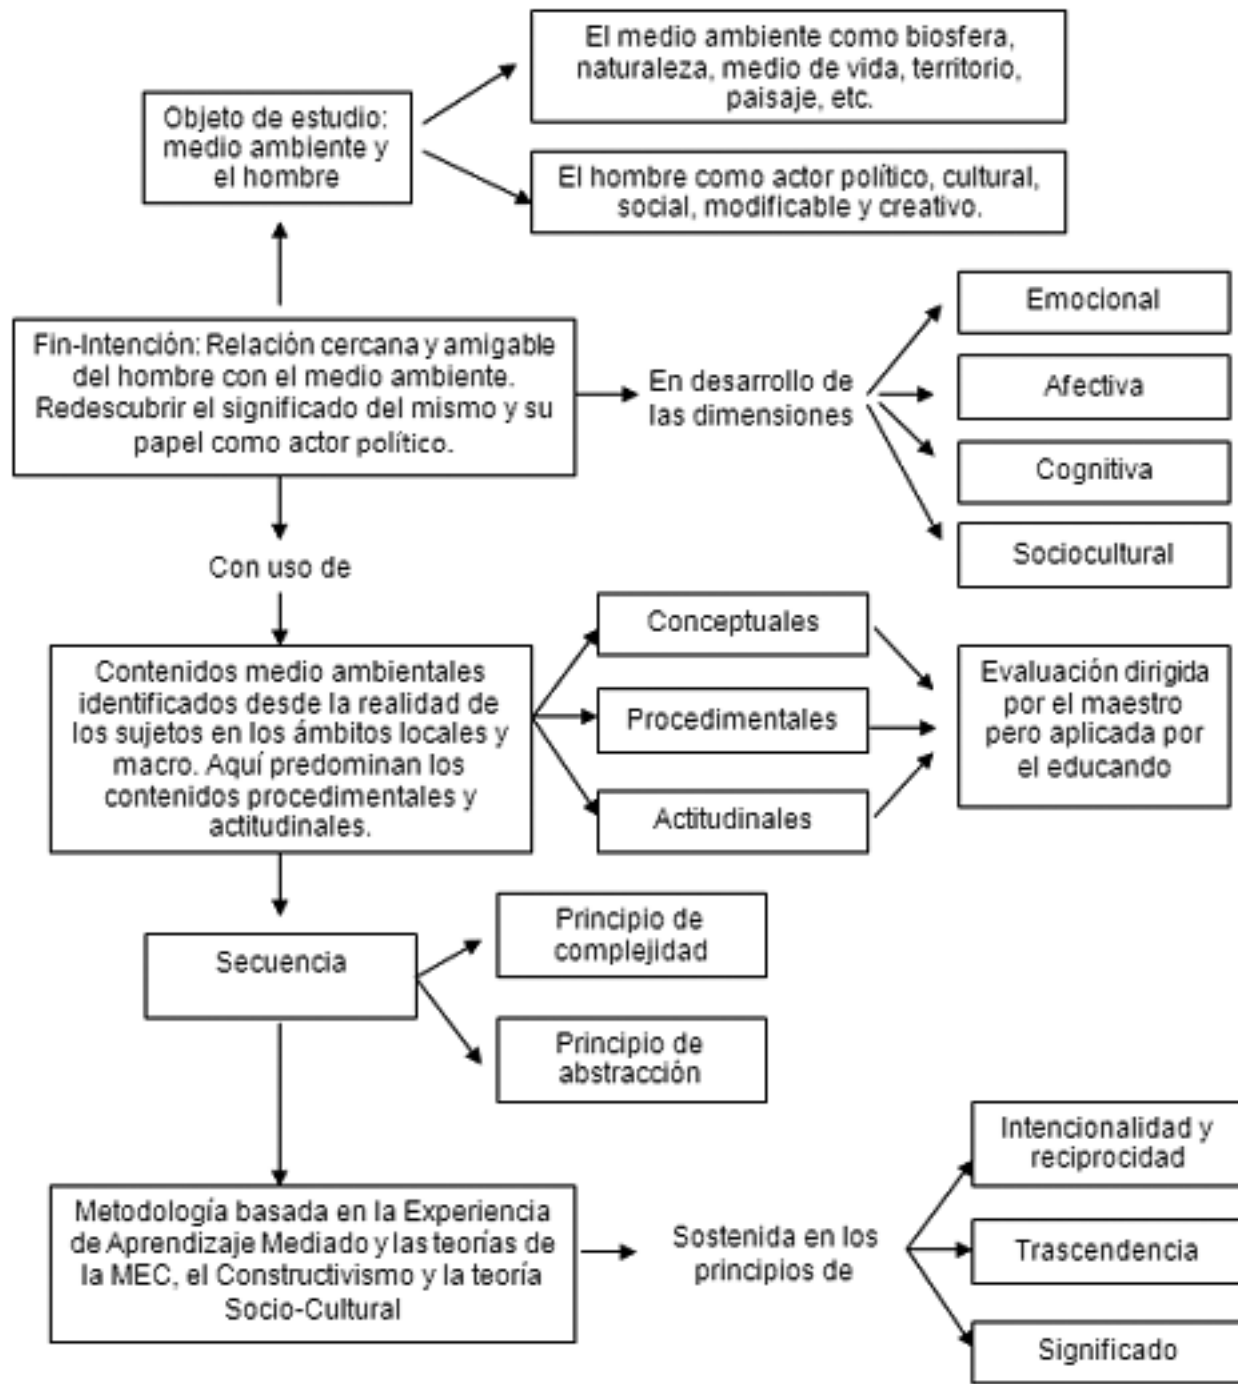 El medio ambiente como biosfera,
naturaleza, medio de vida, territorio,
paisaje, etc.
Objeto de estudio:
medio ambiente y
el hombre
El hombre como actor político, cultural,
social, modificable y creativo.
Fin-Intención: Relación cercana y amigable
del hombre con el medio ambiente.
Redescubrir el significado del mismo y su
papel como actor político.
En desarrollo de
las dimensiones
Emocional
Afectiva
Cognitiva
Sociocultural
Con uso de
Contenidos medio ambientales
identificados desde la realidad de
los sujetos en los ámbitos locales y
macro. Aquí predominan los
contenidos procedimentales y
actitudinales.
Conceptuales
Procedimentales
Actitudinales
Evaluación dirigida
por el maestro
pero aplicada por
el educando
Secuencia
Principio de
complejidad
Principio de
abstracción
Metodología basada en la Experiencia
de Aprendizaje Mediado y las teorías de
la MEC, el Constructivismo y la teoría
Socio-Cultural
Sostenida en los
principios de
Intencionalidad y
reciprocidad
Trascendencia
Significado